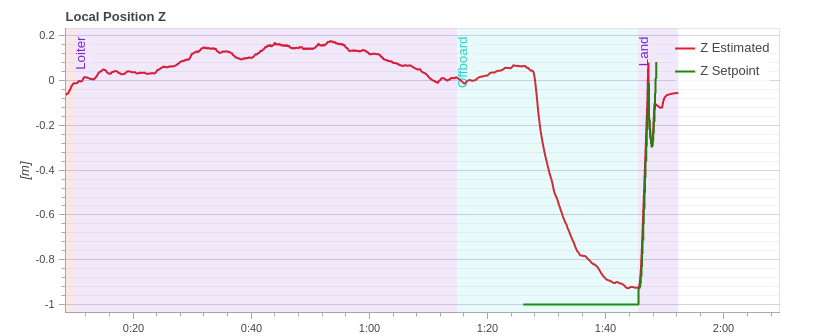 Local Position Z
0.2
0
-0.2
-0.4
-0.6
-0.8
-1
[m]
Loiter
Offboard
Land
Z Estimated
Z Setpoint
0:20
0:40
1:00
1:20
1:40
2:00